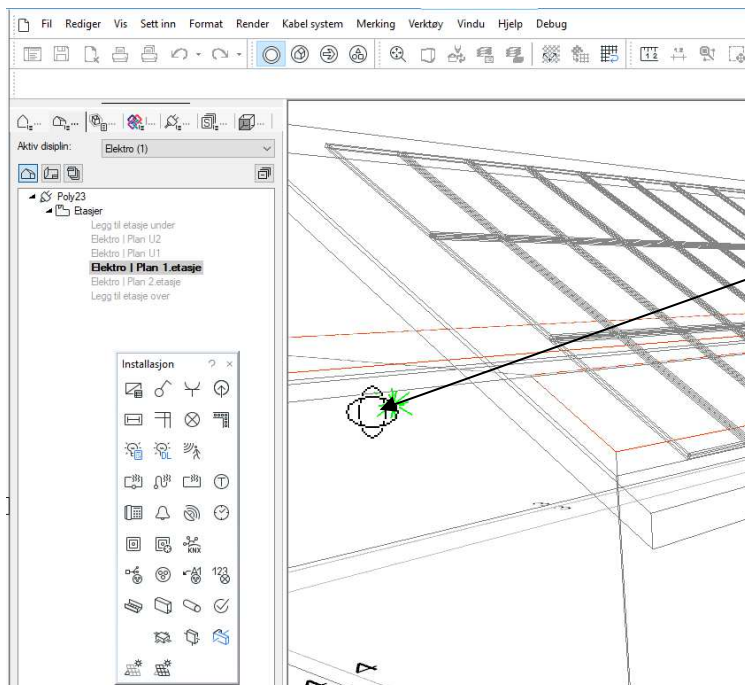 Fil Rediger Vis Sett inn Format Render Kabel system Merking Verktøy Vindu Hjelp Debug
Aktiv disiplin: Elektro (1)
Poly23
Etasjer
Legg til etasje under
Elektro | Plan U2
Elektro | Plan U1
Elektro | Plan 1.etasje
Elektro | Plan 2.etasje
Legg til etasje over
Installasjon ? ×
DL
T
KNX
A1 123